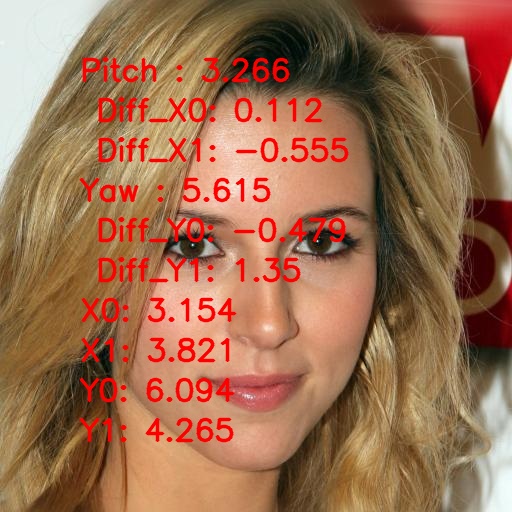 Pitch : 3.266
Diff_X0: 0.112
Diff_X1: -0.555
Yaw : 5.615
Diff_Y0: -0.479
Diff_Y1: 1.35
X0: 3.154
X1: 3.821
Y0: 6.094
Y1: 4.265